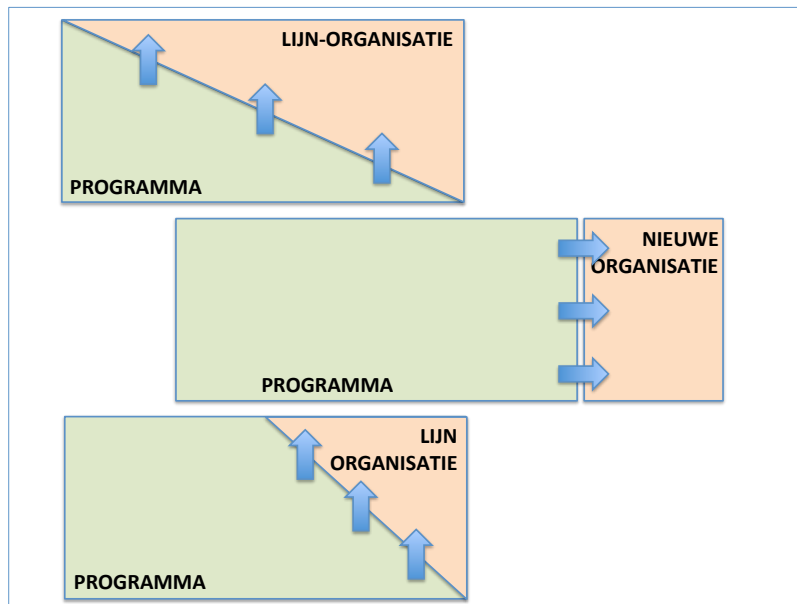 LIJN-ORGANISATIE
PROGRAMMA
NIEUWE
ORGANISATIE
PROGRAMMA
LIJN
ORGANISATIE
PROGRAMMA